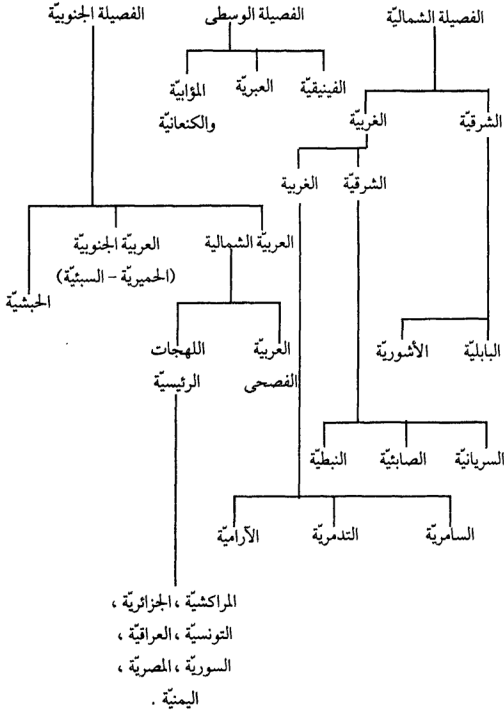 الفصيلة الشماليّة
الفصيلة الوسطى
الفصيلة الجنوبيّة
الشرقيّة
الغربيّة
الفينيقيّة
العبريّة
المؤابيّة
والكنعانيّة
الشرقيّة
الغربية
العربيّة الشمالية
العربيّة الجنوبيّة
(الحميريّة – السبئيّة)
الحبشيّة
البابليّة
الأشوريّة
العربيّة
الفصحى
اللهجات
الرئيسيّة
السريانيّة
الصابئيّة
النبطيّة
السامريّة
التدمريّة
الآراميّة
المراكشيّة ، الجزائريّة ،
التونسيّة ، العراقيّة ،
السوريّة ، المصريّة ،
اليمنيّة .